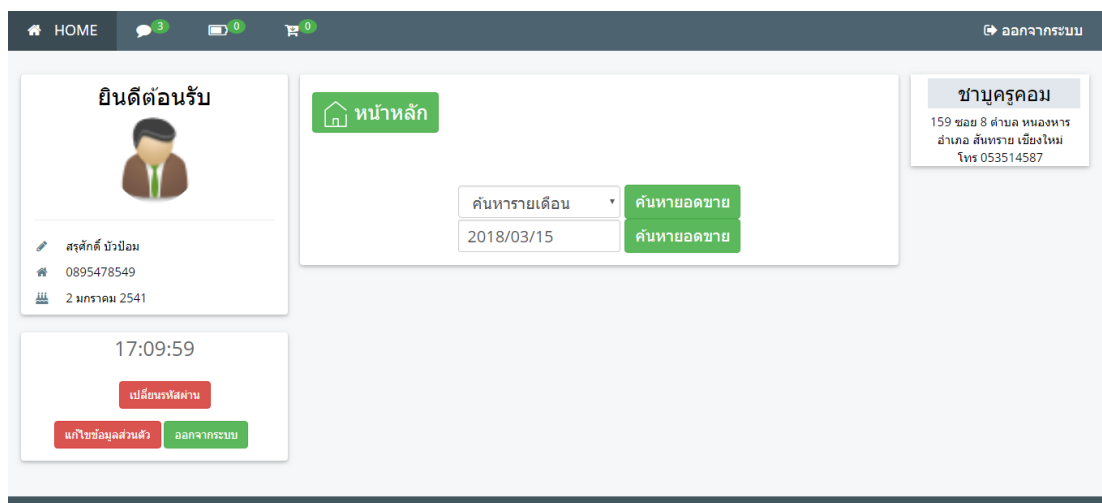 HOME 3 0 0 ออกจากระบบ
ยินดีต้อนรับ
สรุศักดิ์ บัวป้อม
0895478549
2 มกราคม 2541
17:09:59
เปลี่ยนรหัสผ่าน
แก้ไขข้อมูลส่วนตัว ออกจากระบบ
หน้าหลัก
ค้นหารายเดือน ค้นหายอดขาย
2018/03/15 ค้นหายอดขาย
ชาบูครูคอม
159 ซอย 8 ตำบล หนองหาร
อำเภอ สันทราย เชียงใหม่
โทร 053514587